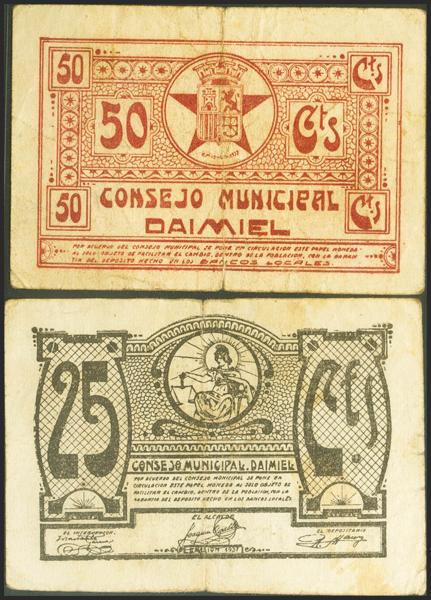 50 Cts
50 Cts
CONSEJO MUNICIPAL
50 Cts
DAIMIEL
POR ACUERDO DEL CONSEJO MUNICIPAL SE PONE EN CIRCULACION ESTE PAPEL MONEDA
AL SOLO OBJETO DE FACILITAR EL CAMBIO, DENTRO DE LA POBLACION, CON LA GARAN
TIA DEL DEPOSITO HECHO EN LOS BANCOS LOCALES.
25 Cts
CONSEJO MUNICIPAL. DAIMIEL
POR ACUERDO DEL CONSEJO MUNICIPAL SE PONE EN
CIRCULACION ESTE PAPEL MONEDA AL SOLO OBJETO DE
FACILITAR EL CAMBIO, DENTRO DE LA POBLACION, CON LA
GARANTIA DEL DEPOSITO HECHO EN LOS BANCOS LOCALES.
EL INTERVENTOR, EL ALCALDE EL DEPOSITARIO
Joaquin
1937